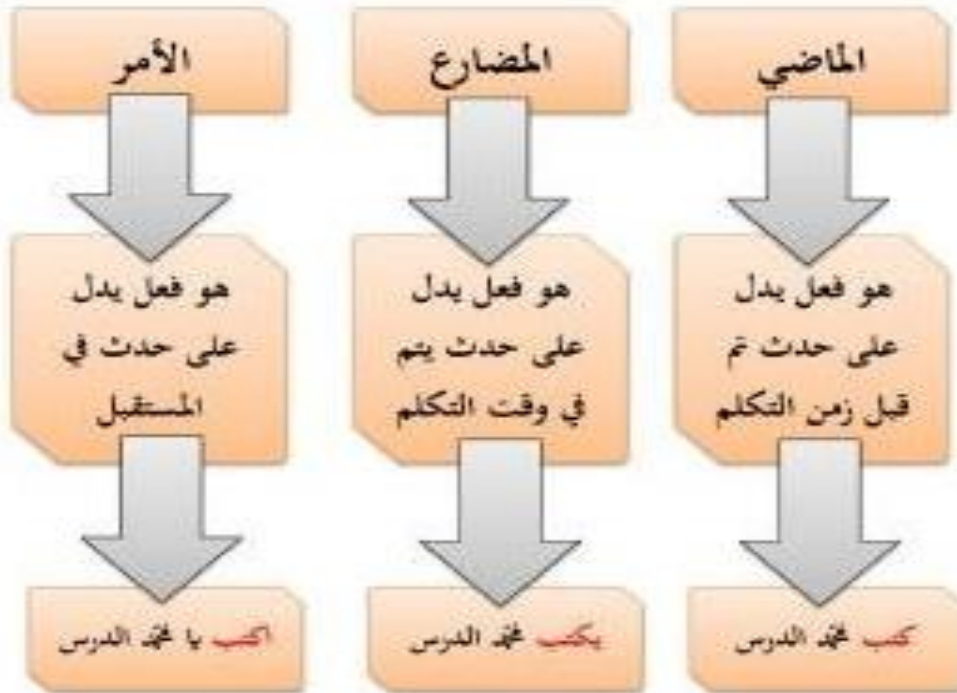 الماضي
هو فعل يدل
على حدث تم
قبل زمن التكلم
كتب محمد الدرس
المضارع
هو فعل يدل
على حدث يتم
في وقت التكلم
يكتب محمد الدرس
الأمر
هو فعل يدل
على حدث في
المستقبل
اكتب يا محمد الدرس